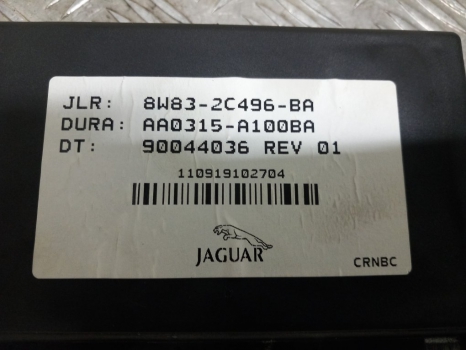 JLR: 8W83-2C496-BA
DURA: AA0315-A100BA
DT: 90044036 REV 01
110919102704
JAGUAR
CRNBC